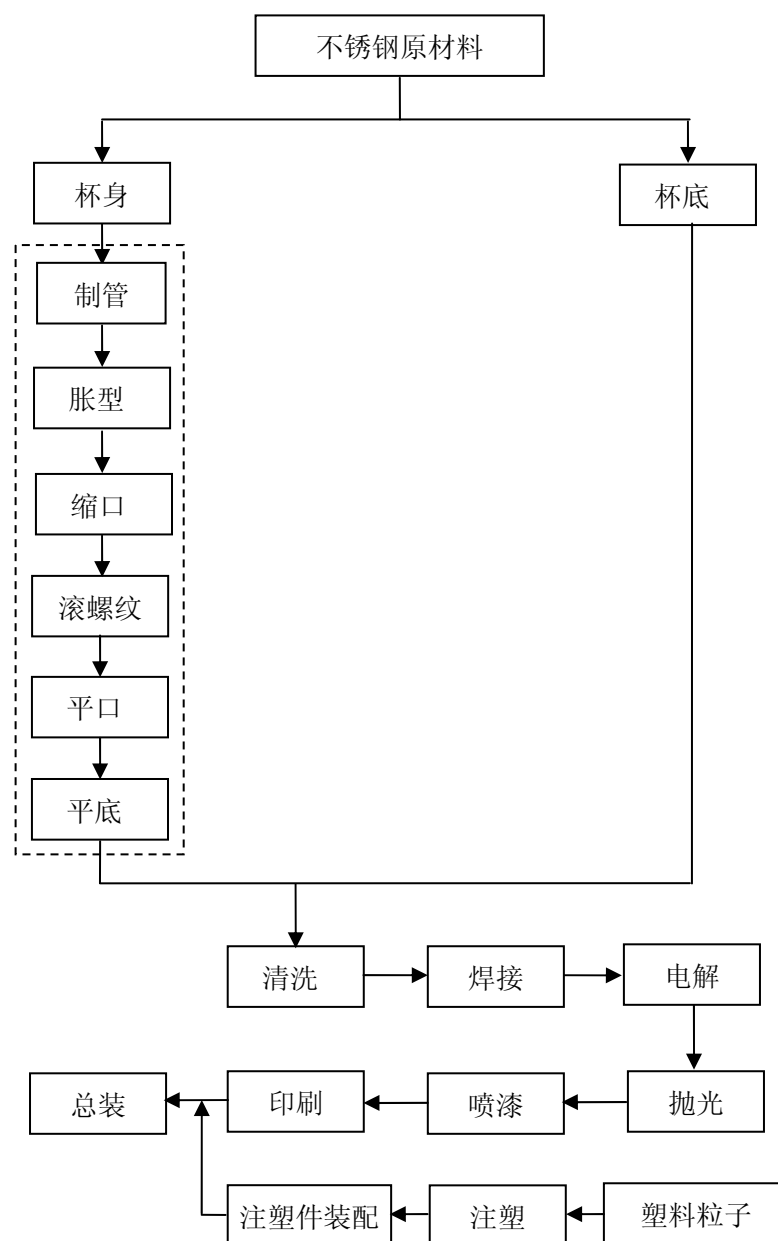 不锈钢原材料
杯身
杯底
制管
胀型
缩口
滚螺纹
平口
平底
清洗
焊接
电解
总装
印刷
喷漆
抛光
注塑件装配
注塑
塑料粒子